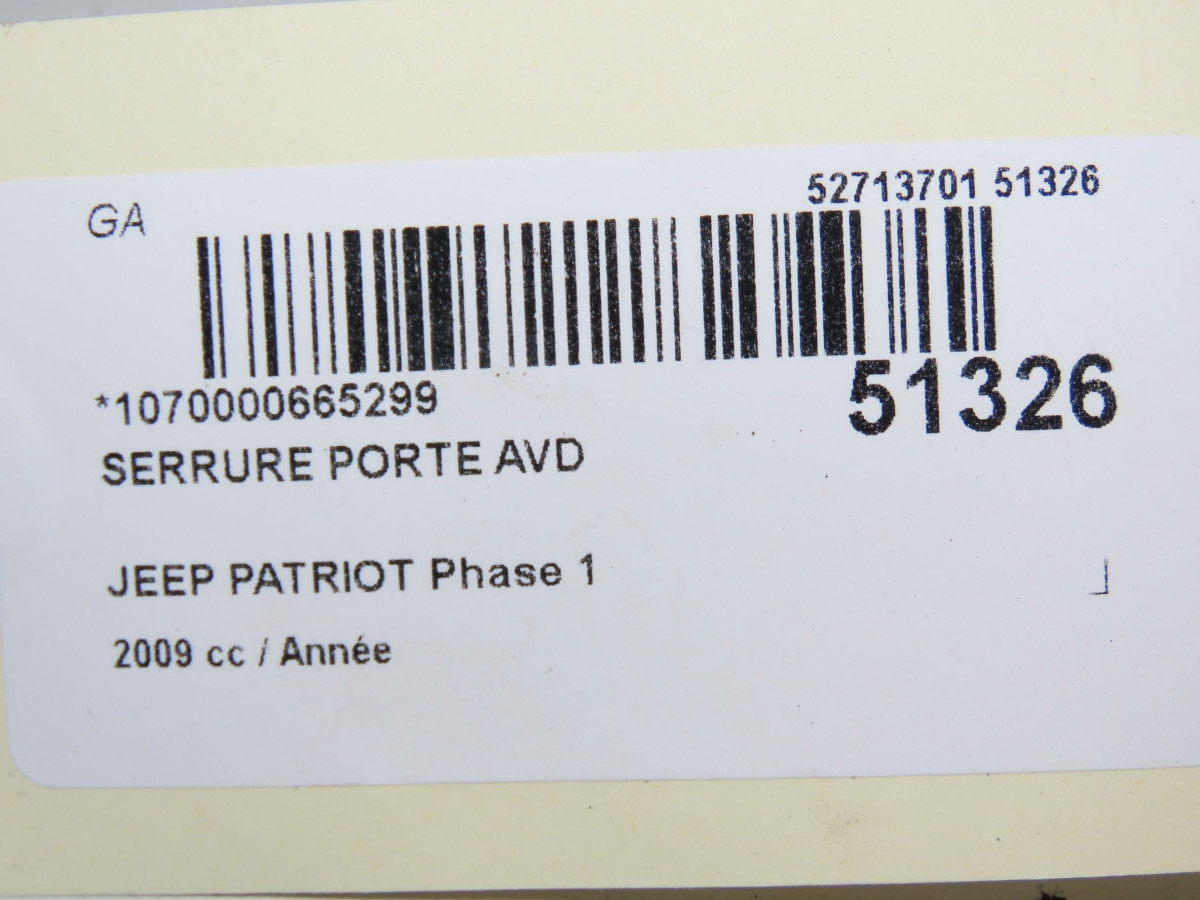 52713701 51326
GA
51326
*1070000665299
SERRURE PORTE AVD
JEEP PATRIOT Phase 1
2009 cc / Année